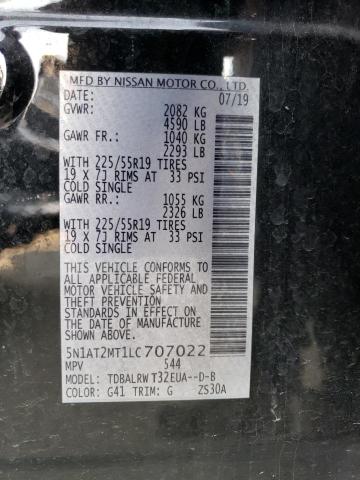 MFD BY NISSAN MOTOR CO., LTD.
DATE: 07/19
GVWR: 2082 KG
4590 LB
GAWR FR.: 1040 KG
2293 LB
WITH 225/55R19 TIRES
19 X 7J RIMS AT 33 PSI
COLD SINGLE
GAWR RR.: 1055 KG
2326 LB
WITH 225/55R19 TIRES
19 X 7J RIMS AT 33 PSI
COLD SINGLE
THIS VEHICLE CONFORMS TO
ALL APPLICABLE FEDERAL
MOTOR VEHICLE SAFETY AND
THEFT PREVENTION
STANDARDS IN EFFECT ON
THE DATE OF MANUFACTURE
SHOWN ABOVE.
5N1AT2MT1LC707022
MPV 544
MODEL: TDBALRW T32EUA--D-B
COLOR: G41 TRIM: G ZS30A